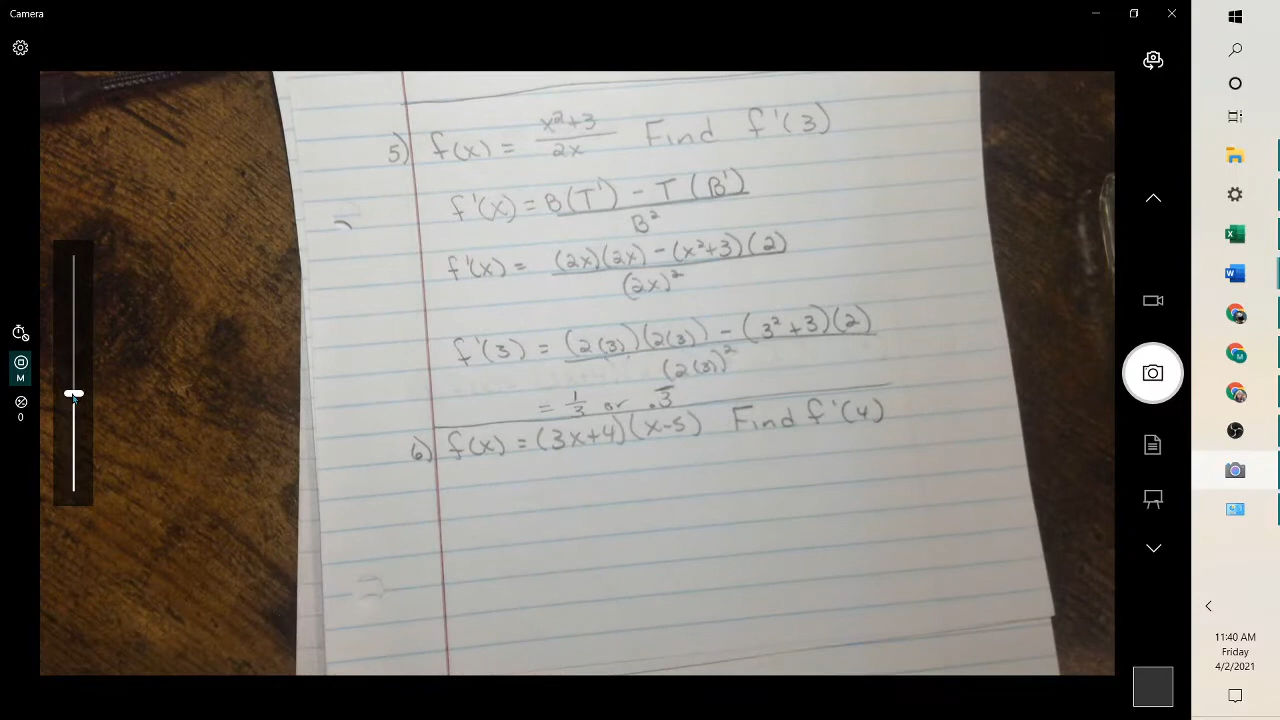 Camera
5) f(x) = x²+3 / 2x Find f'(3)
f'(x) = B(T') - T(B') / B²
f'(x) = (2x)(2x) - (x²+3)(2) / (2x)²
f'(3) = (2(3))(2(3)) - (3²+3)(2) / (2(3))²
= 1/3 or .3̅
6) f(x) = (3x+4)(x-5) Find f'(4)
M
0
11:40 AM
Friday
4/2/2021